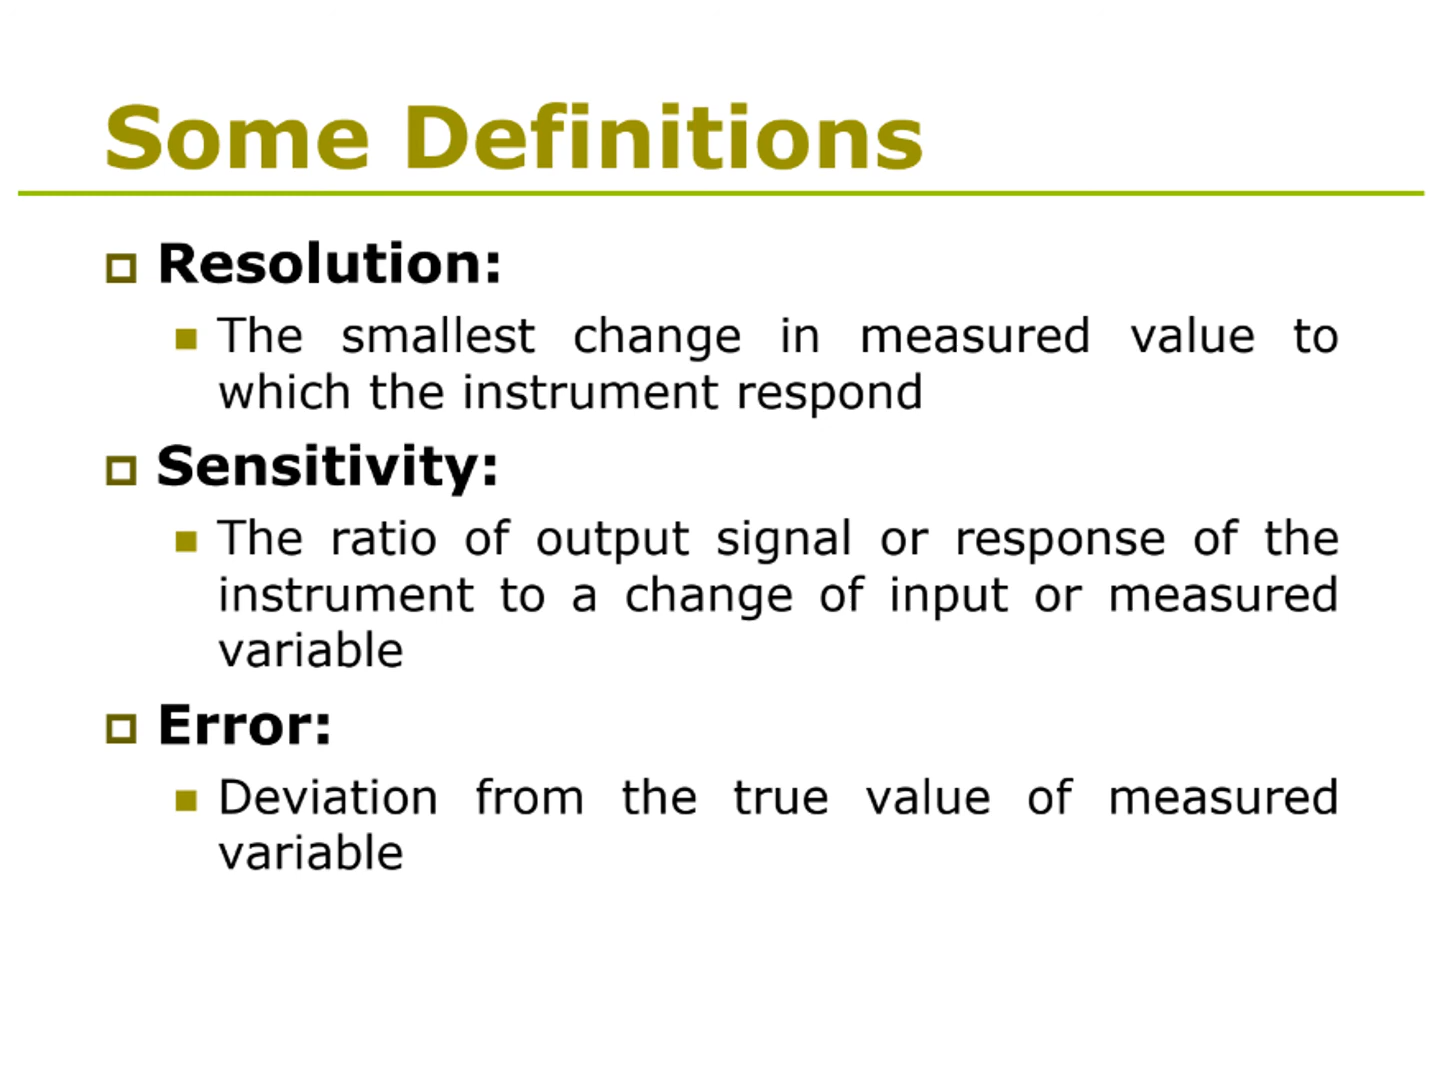 Some Definitions
Resolution:
The smallest change in measured value to
which the instrument respond
Sensitivity:
The ratio of output signal or response of the
instrument to a change of input or measured
variable
Error:
Deviation from the true value of measured
variable